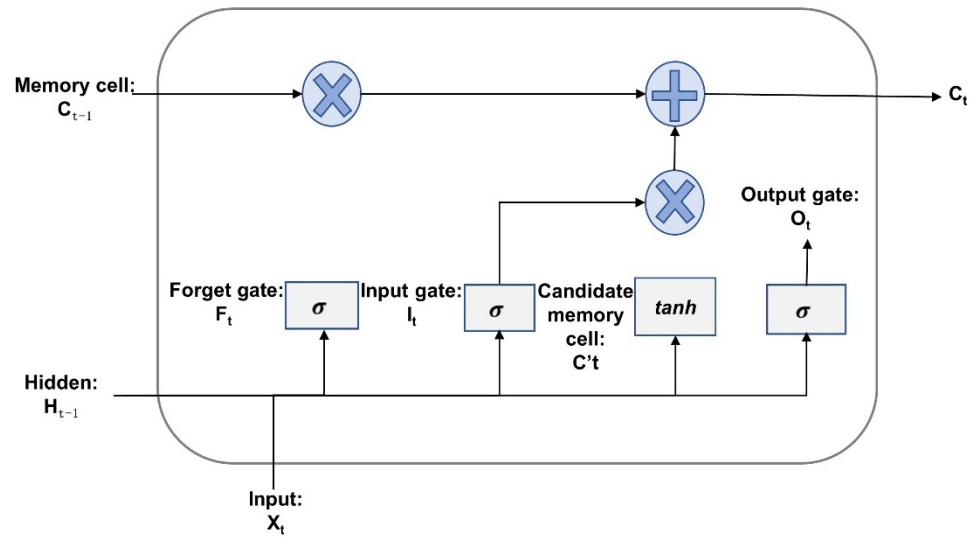 Memory cell:
Cₜ₋₁
Cₜ
Output gate:
Oₜ
Forget gate:
Fₜ
σ
Input gate:
Iₜ
σ
Candidate
memory
cell:
C’t
tanh
σ
Hidden:
Hₜ₋₁
Input:
Xₜ